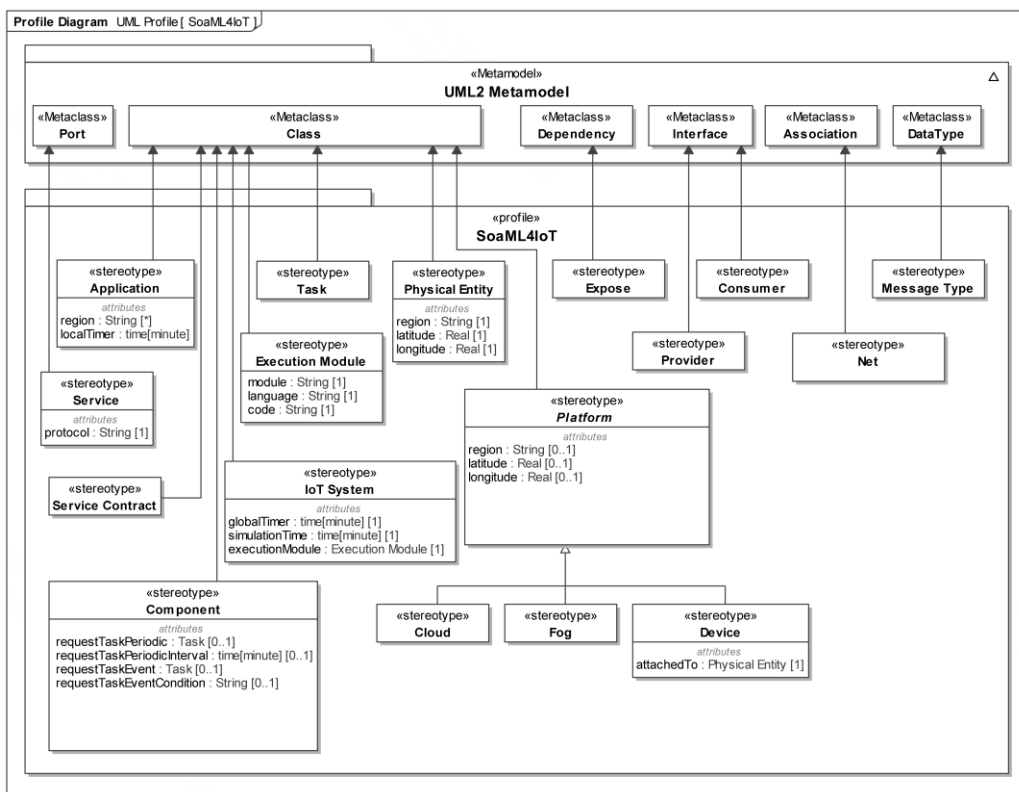 Profile Diagram UML Profile [ SoaML4IoT ]
«Metamodel»
UML2 Metamodel
«Metaclass»
Port
«Metaclass»
Class
«Metaclass»
Dependency
«Metaclass»
Interface
«Metaclass»
Association
«Metaclass»
DataType
«profile»
SoaML4IoT
«stereotype»
Application
attributes
region : String [*]
localTimer : time[minute]
«stereotype»
Task
«stereotype»
Physical Entity
attributes
region : String [1]
latitude : Real [1]
longitude : Real [1]
«stereotype»
Expose
«stereotype»
Consumer
«stereotype»
Message Type
«stereotype»
Execution Module
module : String [1]
language : String [1]
code : String [1]
«stereotype»
Provider
«stereotype»
Net
«stereotype»
Service
attributes
protocol : String [1]
«stereotype»
Platform
attributes
region : String [0..1]
latitude : Real [0..1]
longitude : Real [0..1]
«stereotype»
Service Contract
«stereotype»
IoT System
attributes
globalTimer : time[minute] [1]
simulationTime : time[minute] [1]
executionModule : Execution Module [1]
«stereotype»
Component
attributes
requestTaskPeriodic : Task [0..1]
requestTaskPeriodicInterval : time[minute] [0..1]
requestTaskEvent : Task [0..1]
requestTaskEventCondition : String [0..1]
«stereotype»
Cloud
«stereotype»
Fog
«stereotype»
Device
attributes
attachedTo : Physical Entity [1]